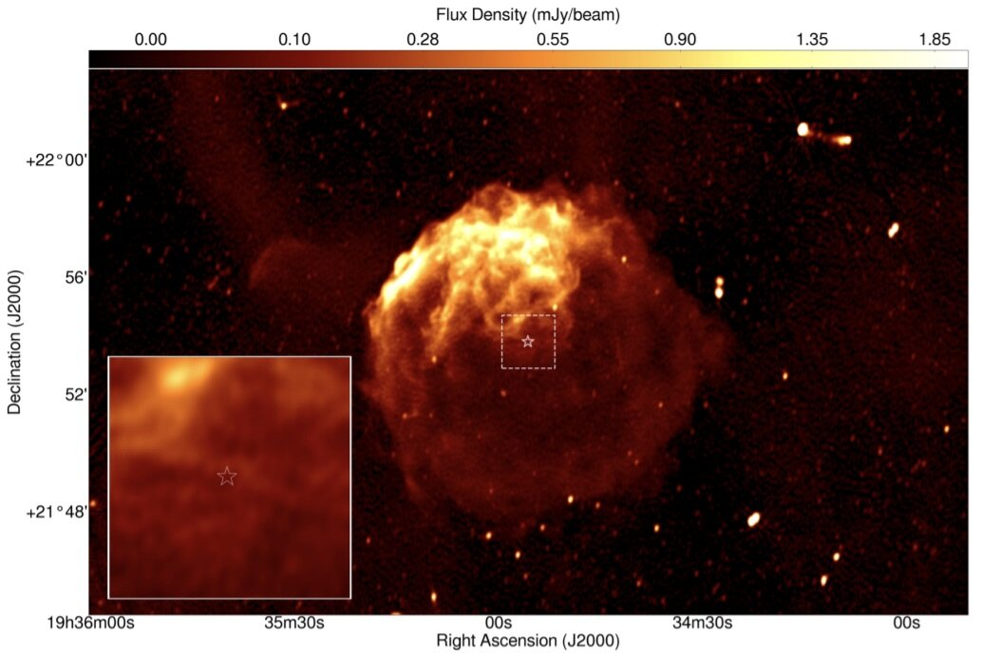 Flux Density (mJy/beam)
0.00 0.10 0.28 0.55 0.90 1.35 1.85
+22°00'
56'
52'
+21°48'
Declination (J2000)
19h36m00s 35m30s 00s 34m30s 00s
Right Ascension (J2000)